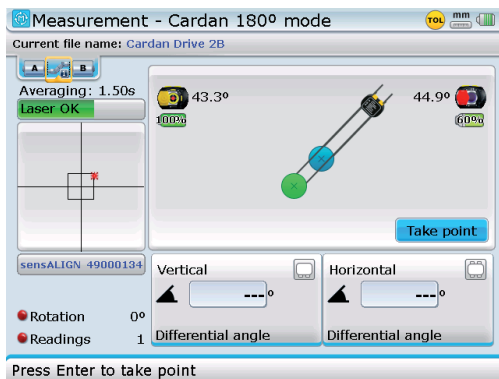 Measurement - Cardan 180º mode
TOL mm
Current file name: Cardan Drive 2B
A B
Averaging: 1.50s
Laser OK
43.3º
44.9º
100%
60%
Take point
sensALIGN 49000134
Vertical
Horizontal
---º
---º
Rotation 0º
Readings 1
Differential angle
Differential angle
Press Enter to take point